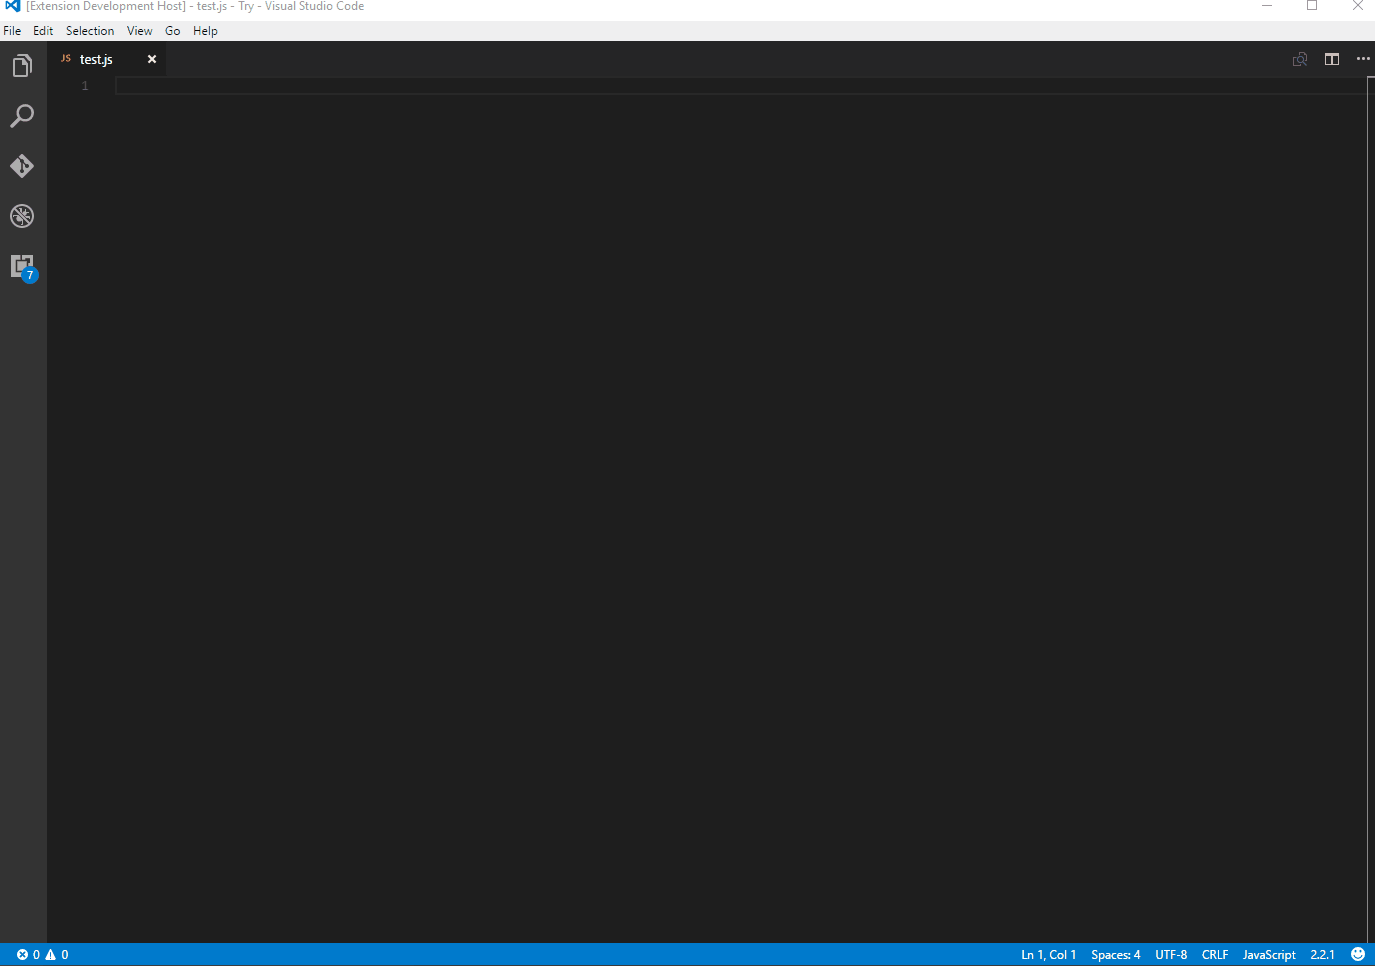 [Extension Development Host] - test.js - Try - Visual Studio Code
File Edit Selection View Go Help
JS test.js
1
7
0 0 Ln 1, Col 1 Spaces: 4 UTF-8 CRLF JavaScript 2.2.1